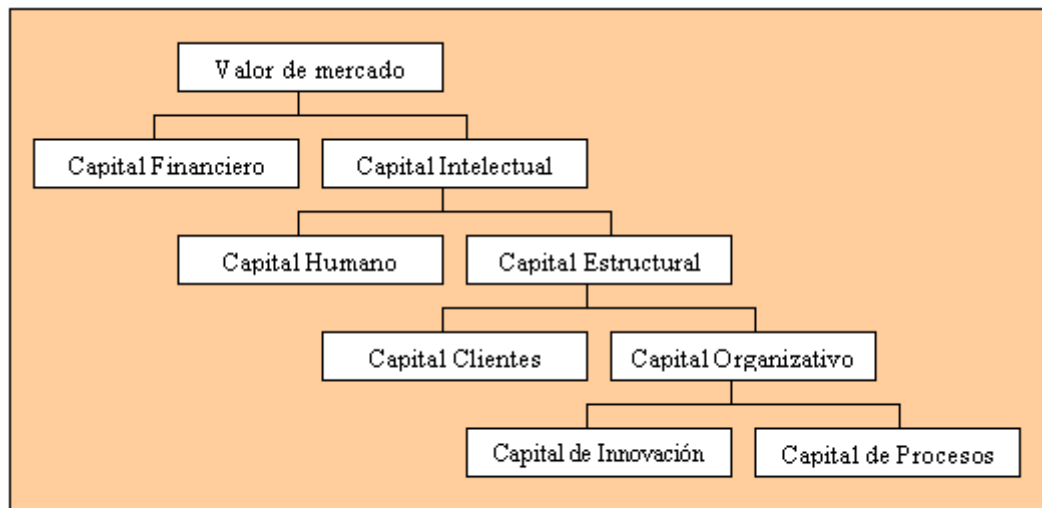 Valor de mercado
Capital Financiero
Capital Intelectual
Capital Humano
Capital Estructural
Capital Clientes
Capital Organizativo
Capital de Innovación
Capital de Procesos